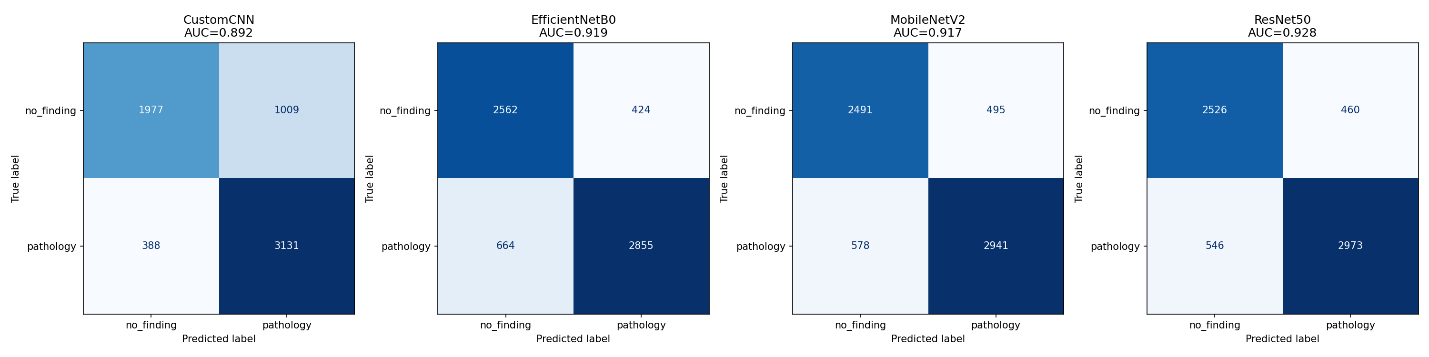 CustomCNN
AUC=0.892
no_finding
1977
1009
pathology
388
3131
True label
no_finding
pathology
Predicted label
EfficientNetB0
AUC=0.919
no_finding
2562
424
pathology
664
2855
True label
no_finding
pathology
Predicted label
MobileNetV2
AUC=0.917
no_finding
2491
495
pathology
578
2941
True label
no_finding
pathology
Predicted label
ResNet50
AUC=0.928
no_finding
2526
460
pathology
546
2973
True label
no_finding
pathology
Predicted label